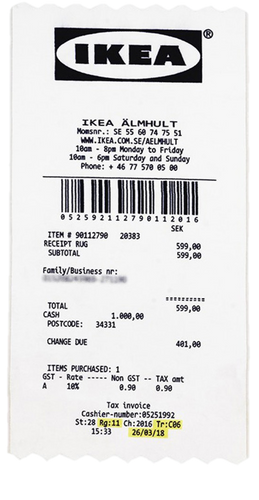 IKEA
IKEA ÄLMHULT
Momsnr.: SE 55 60 74 75 51
WWW.IKEA.COM.SE/AELMHULT
10am - 8pm Monday to Friday
10am - 6pm Saturday and Sunday
Phone: + 46 77 570 05 00
052592112790112016
SEK
ITEM # 90112790 20383
RECEIPT RUG 599,00
SUBTOTAL 599,00
Family/Business nr:
==========
TOTAL 599,00
CASH 1.000,00
POSTCODE: 34331
CHANGE DUE 401,00
ITEMS PURCHASED: 1
GST - Rate ----- Non GST -- TAX amt
A 10% 0.90 0.90
Tax invoice
Cashier-number: 05251992
St:28 Rg:11 Ch:2016 Tr:C06
15:33 26/03/18